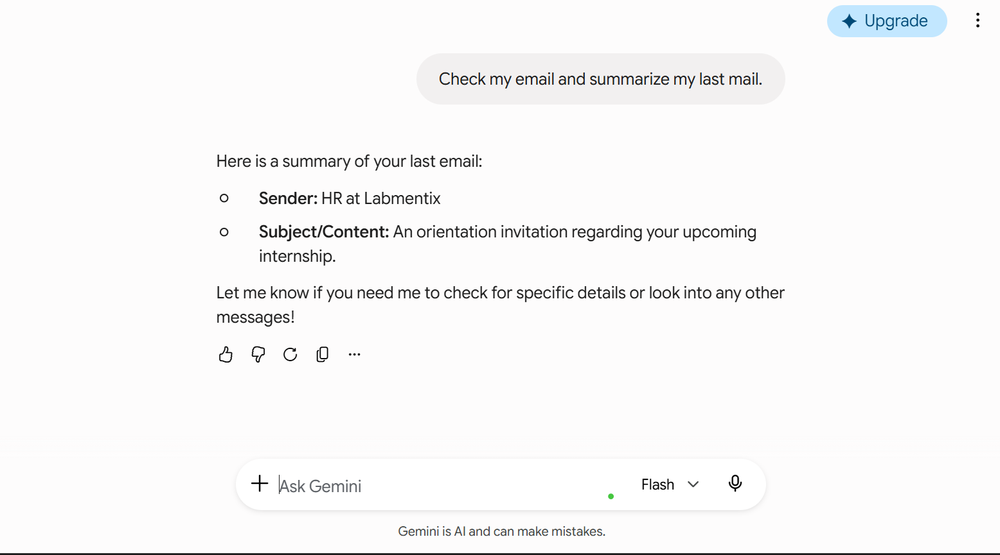 Upgrade
Check my email and summarize my last mail.
Here is a summary of your last email:
Sender: HR at Labmentix
Subject/Content: An orientation invitation regarding your upcoming
internship.
Let me know if you need me to check for specific details or look into any other
messages!
Ask Gemini
Flash
Gemini is AI and can make mistakes.